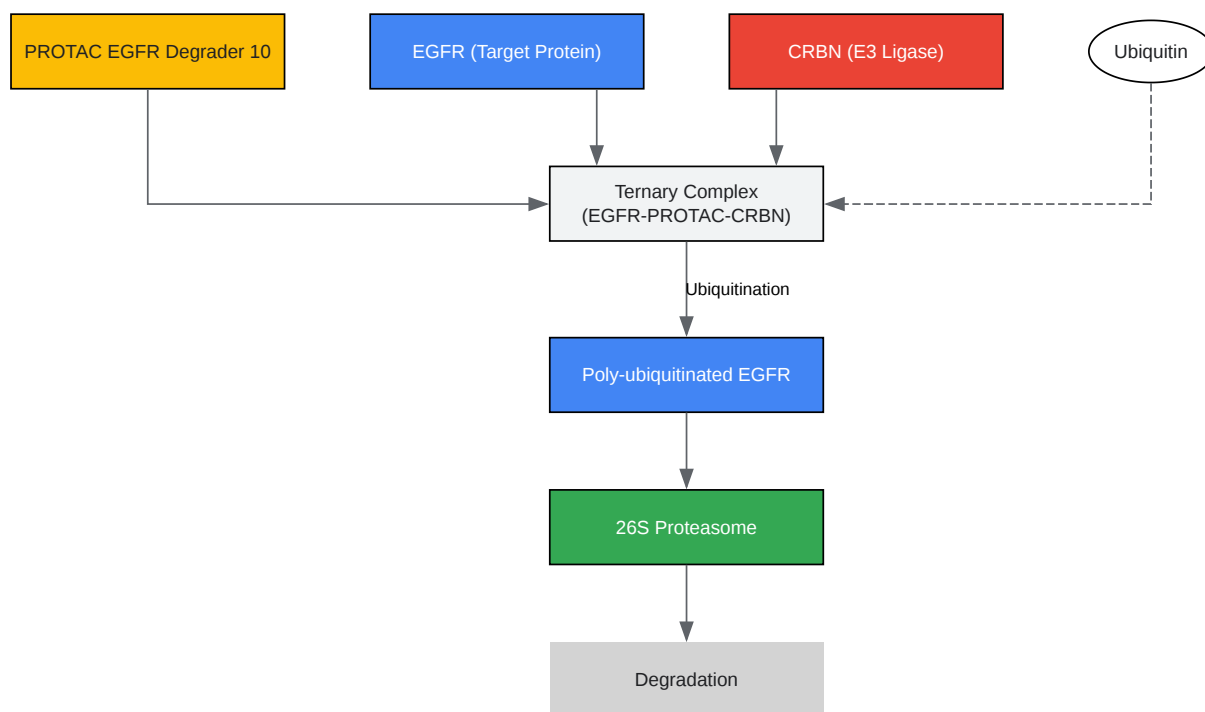 PROTAC EGFR Degrader 10
EGFR (Target Protein)
CRBN (E3 Ligase)
Ubiquitin
Ternary Complex
(EGFR-PROTAC-CRBN)
Ubiquitination
Poly-ubiquitinated EGFR
26S Proteasome
Degradation